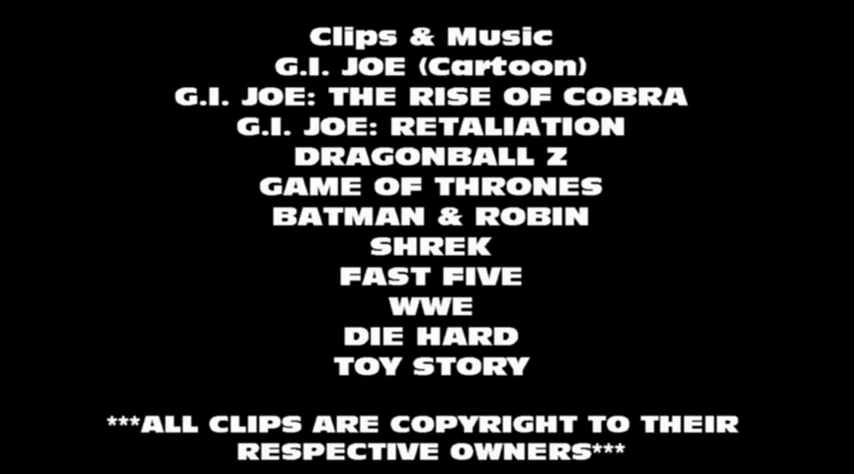 Clips & Music
G.I. JOE (Cartoon)
G.I. JOE: THE RISE OF COBRA
G.I. JOE: RETALIATION
DRAGONBALL Z
GAME OF THRONES
BATMAN & ROBIN
SHREK
FAST FIVE
WWE
DIE HARD
TOY STORY
***ALL CLIPS ARE COPYRIGHT TO THEIR
RESPECTIVE OWNERS***